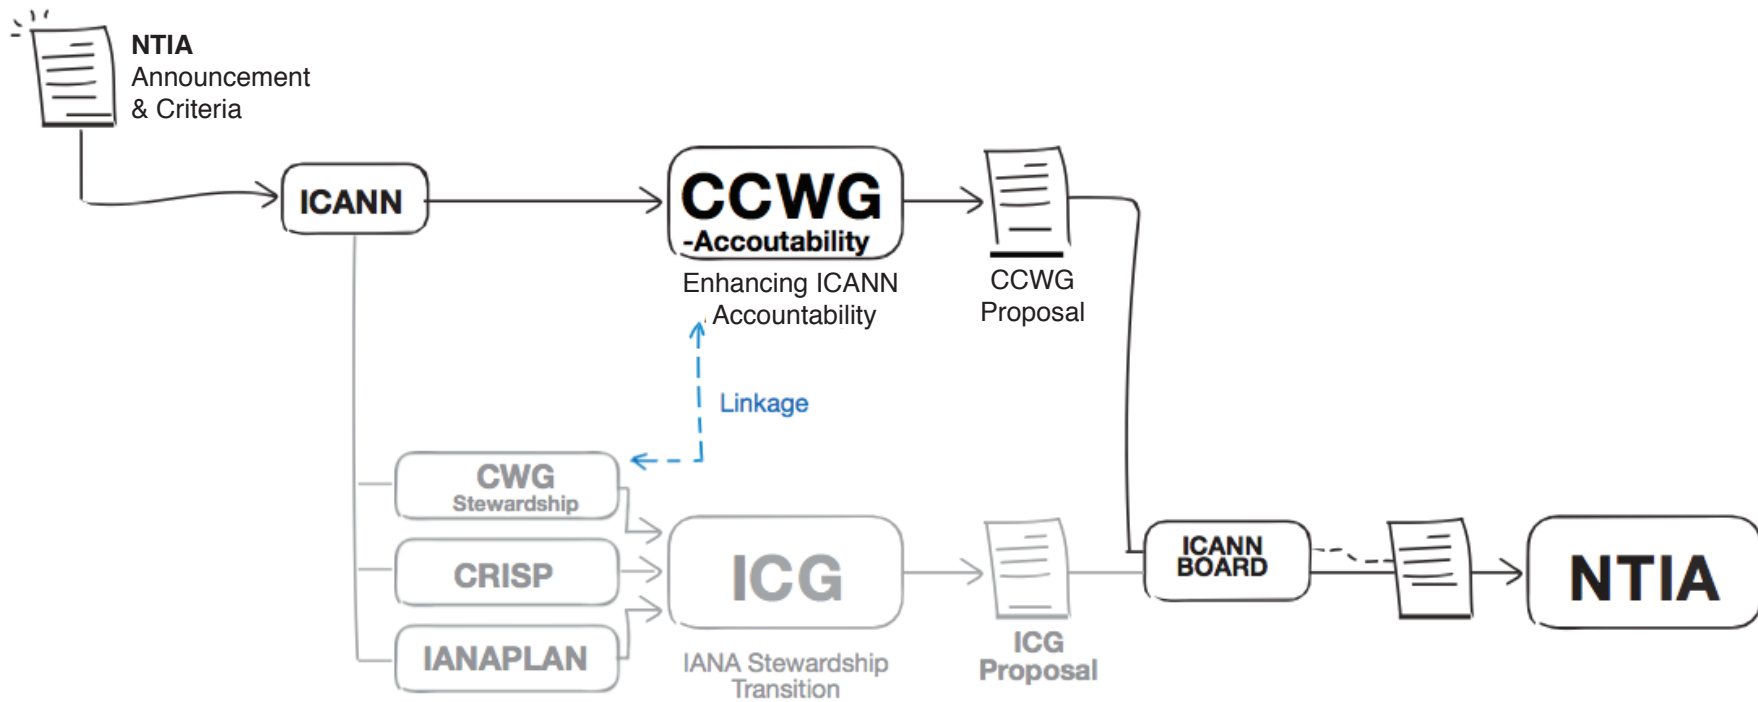 NTIA
Announcement
& Criteria
ICANN
CCWG
-Accoutability
Enhancing ICANN
Accountability
CCWG
Proposal
Linkage
CWG
Stewardship
CRISP
IANAPLAN
ICG
IANA Stewardship
Transition
ICG
Proposal
ICANN
BOARD
NTIA